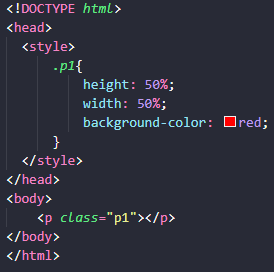 <!DOCTYPE html>
<head>
<style>
.p1{
height: 50%;
width: 50%;
background-color: red;
}
</style>
</head>
<body>
<p class="p1"></p>
</body>
</html>